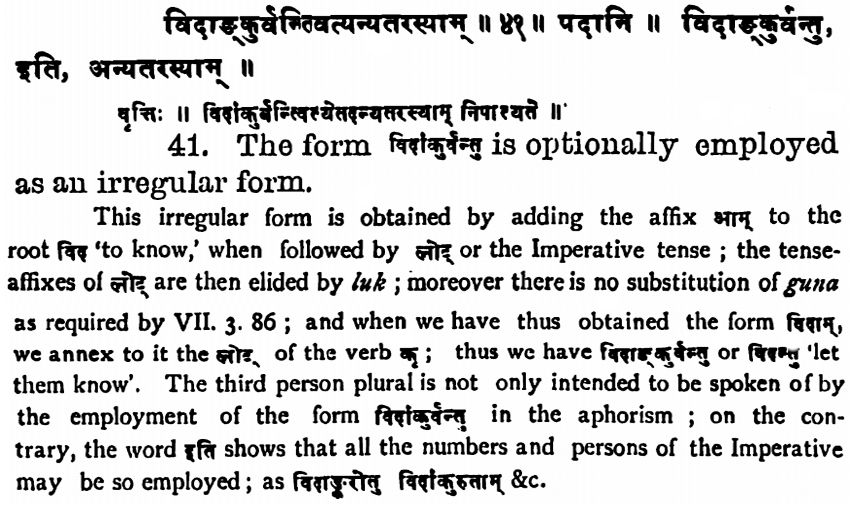 विदाङ्कुर्वन्त्वित्यन्यतरस्याम् ॥ ४१ ॥ पदानि ॥ विदाङ्कुर्वन्तु,
इति, अन्यतरस्याम् ॥
वृत्तिः ॥ विदांकुर्वन्त्वित्येतदन्यतरस्याम् निपात्यते ॥
41. The form विदांकुर्वन्तु is optionally employed
as an irregular form.
This irregular form is obtained by adding the affix आम् to the
root विद 'to know,' when followed by लोट् or the Imperative tense ; the tense-
affixes of लोट् are then elided by luk ; moreover there is no substitution of guna
as required by VII. 3. 86 ; and when we have thus obtained the form विदाम्,
we annex to it the लोट् of the verb कृ ; thus we have विदाङ्कुर्वन्तु or विदन्तु 'let
them know'. The third person plural is not only intended to be spoken of by
the employment of the form विदांकुर्वन्तु in the aphorism ; on the con-
trary, the word इति shows that all the numbers and persons of the Imperative
may be so employed ; as विदाङ्करोतु विदांकुरुताम् &c.